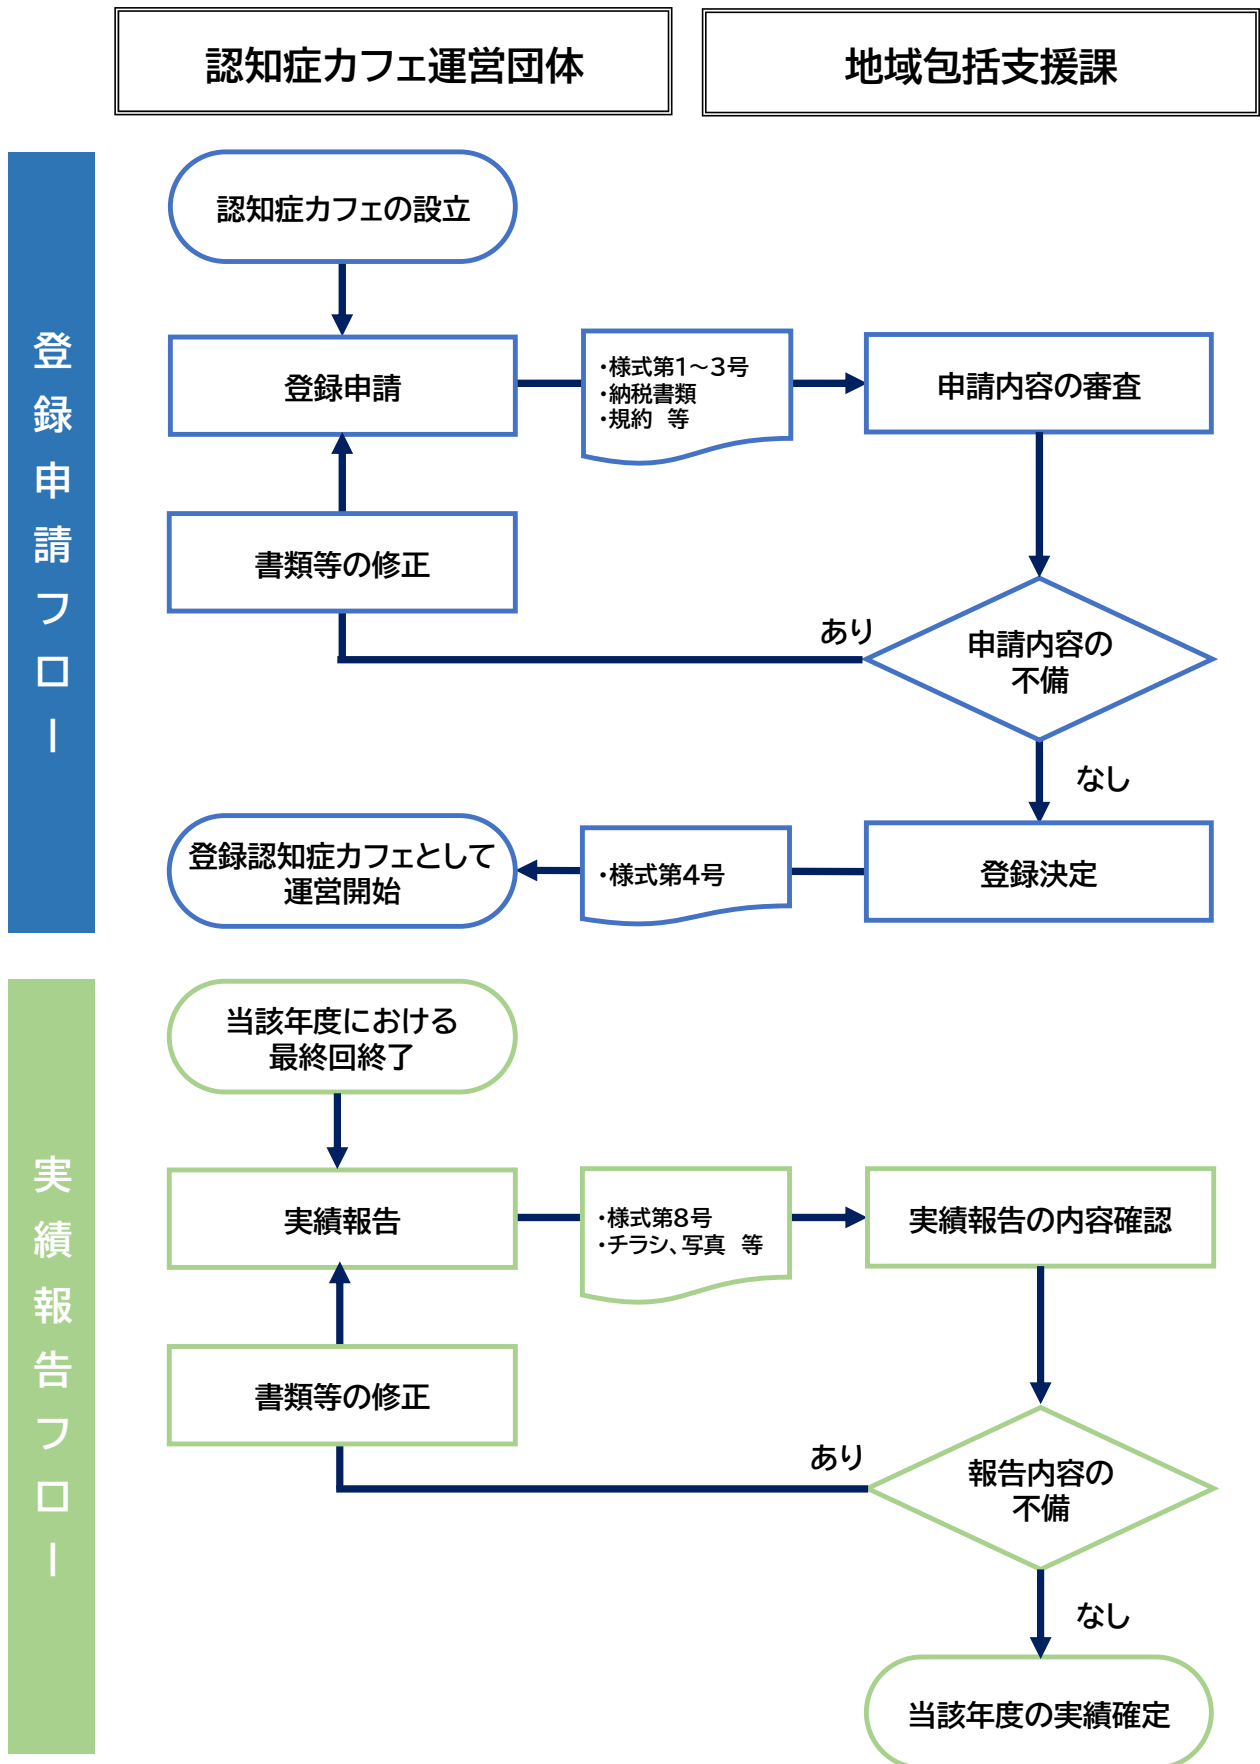 認知症カフェ運営団体
地域包括支援課
登録申請フロー
認知症カフェの設立
登録申請
・様式第1～3号
・納税書類
・規約　等
申請内容の審査
書類等の修正
あり
申請内容の
不備
なし
登録認知症カフェとして
運営開始
・様式第4号
登録決定
実績報告フロー
当該年度における
最終回終了
実績報告
・様式第8号
・チラシ、写真　等
実績報告の内容確認
書類等の修正
あり
報告内容の
不備
なし
当該年度の実績確定